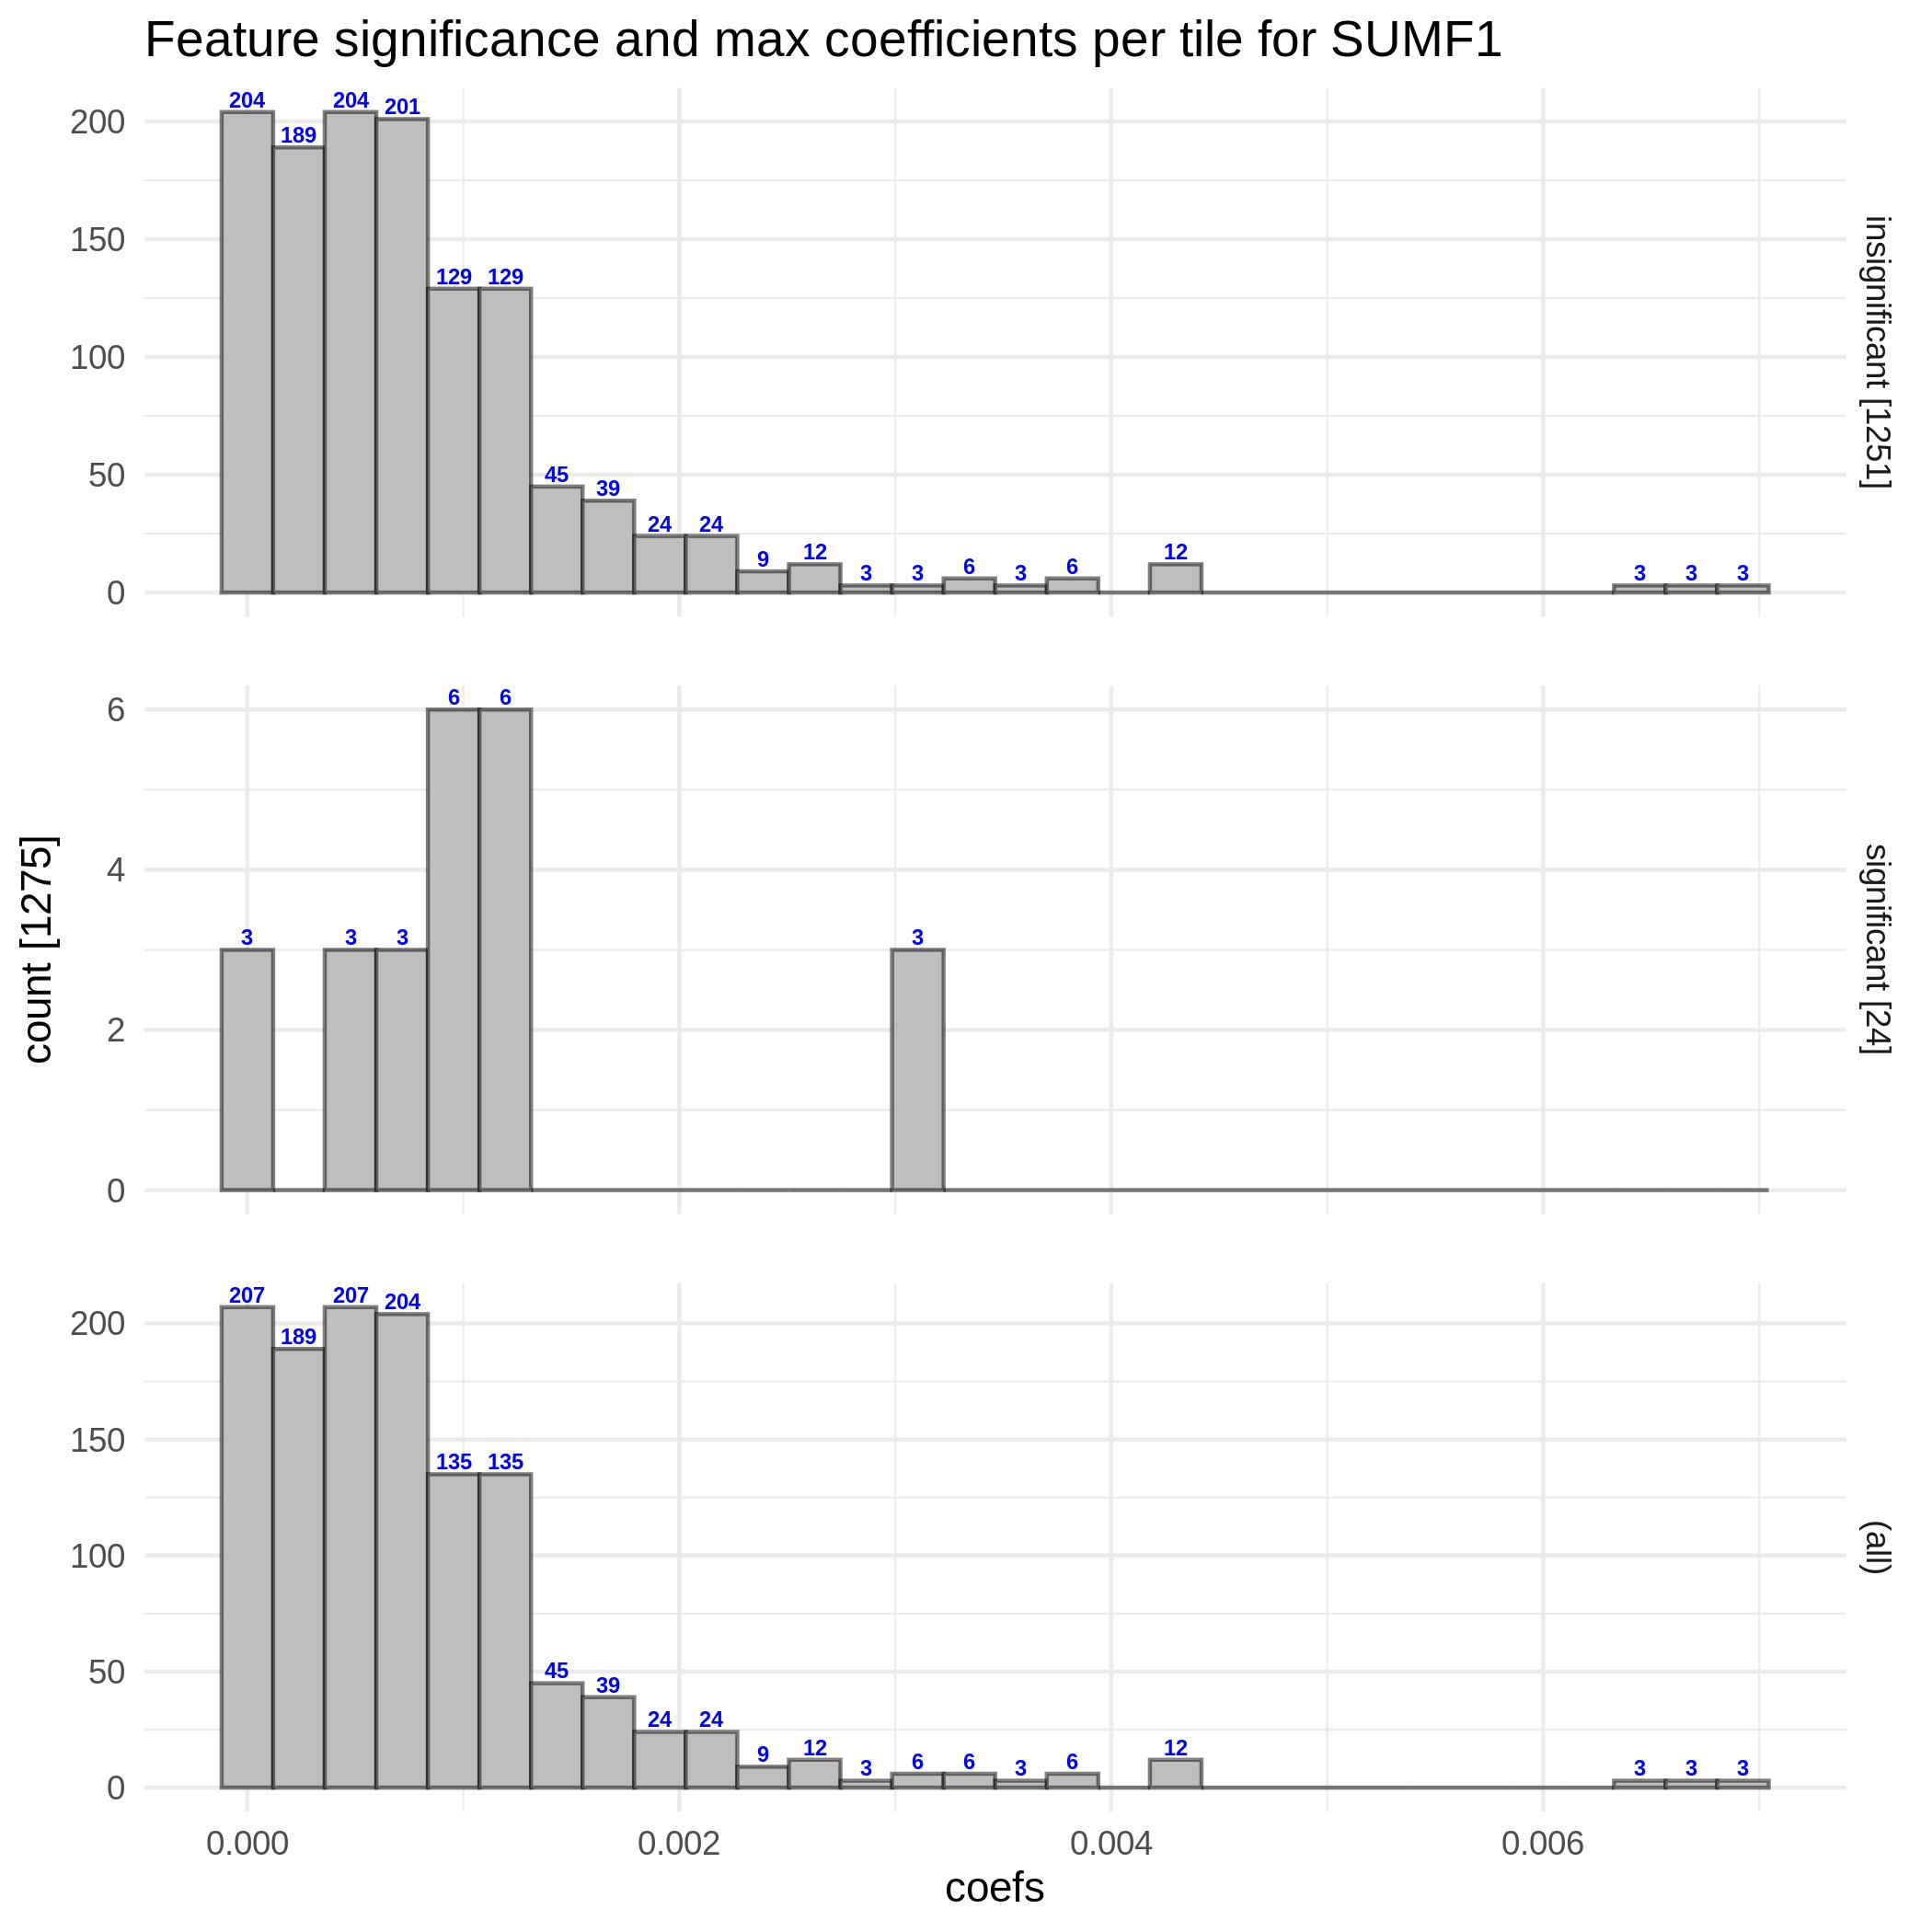 Feature significance and max coefficients per tile for SUMF1
204 189 204 201 129 129 45 39 24 24 9 12 3 3 6 3 6 12 3 3 3
200
150
100
50
0
insignificant [1251]
3 3 3 6 6 3
6
4
2
0
significant [24]
count [1275]
207 189 207 204 135 135 45 39 24 24 9 12 3 6 6 3 6 12 3 3 3
200
150
100
50
0
(all)
0.000 0.002 0.004 0.006
coefs